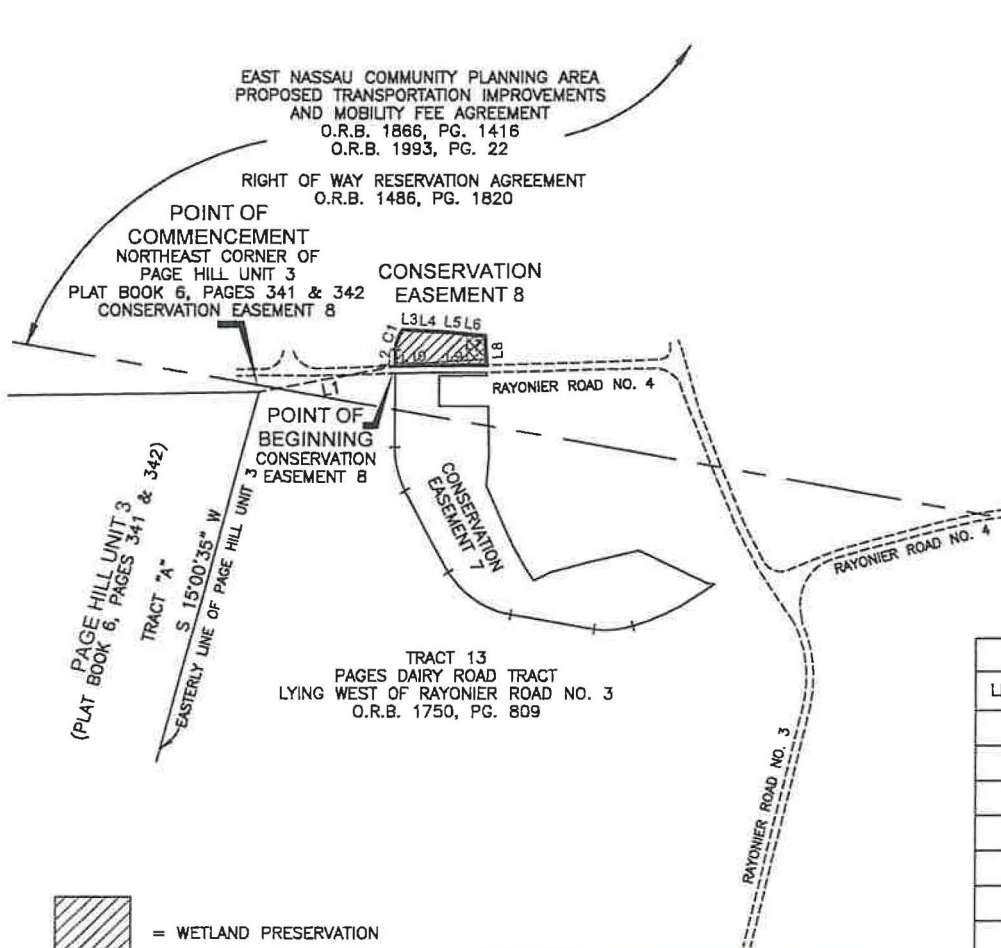 EAST NASSAU COMMUNITY PLANNING AREA
PROPOSED TRANSPORTATION IMPROVEMENTS
AND MOBILITY FEE AGREEMENT
O.R.B. 1866, PG. 1416
O.R.B. 1993, PG. 22
RIGHT OF WAY RESERVATION AGREEMENT
O.R.B. 1486, PG. 1820
POINT OF
COMMENCEMENT
NORTHEAST CORNER OF
PAGE HILL UNIT 3
PLAT BOOK 6, PAGES 341 & 342
CONSERVATION EASEMENT 8
CONSERVATION
EASEMENT 8
L3 L4 L5 L6
C1
L8
L1
RAYONIER ROAD NO. 4
POINT OF
BEGINNING
CONSERVATION
EASEMENT 8
CONSERVATION
EASEMENT
7
PAGE HILL UNIT 3
(PLAT BOOK 6, PAGES 341 & 342)
TRACT "A"
S 15°00'35" W
EASTERLY LINE OF PAGE HILL UNIT 3
RAYONIER ROAD NO. 4
TRACT 13
PAGES DAIRY ROAD TRACT
LYING WEST OF RAYONIER ROAD NO. 3
O.R.B. 1750, PG. 809
RAYONIER ROAD NO. 3
= WETLAND PRESERVATION